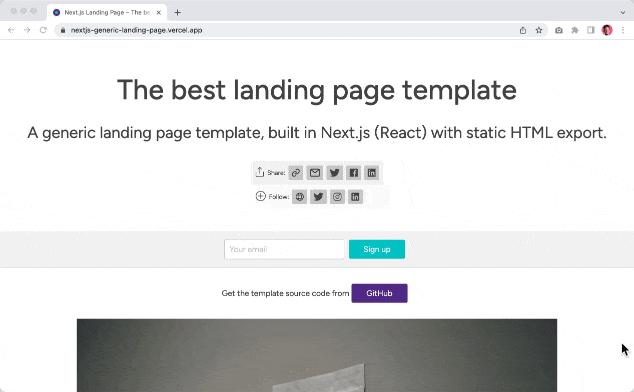 Next.js Landing Page – The be
nextjs-generic-landing-page.vercel.app
The best landing page template
A generic landing page template, built in Next.js (React) with static HTML export.
Share:
Follow:
Your email
Sign up
Get the template source code from GitHub